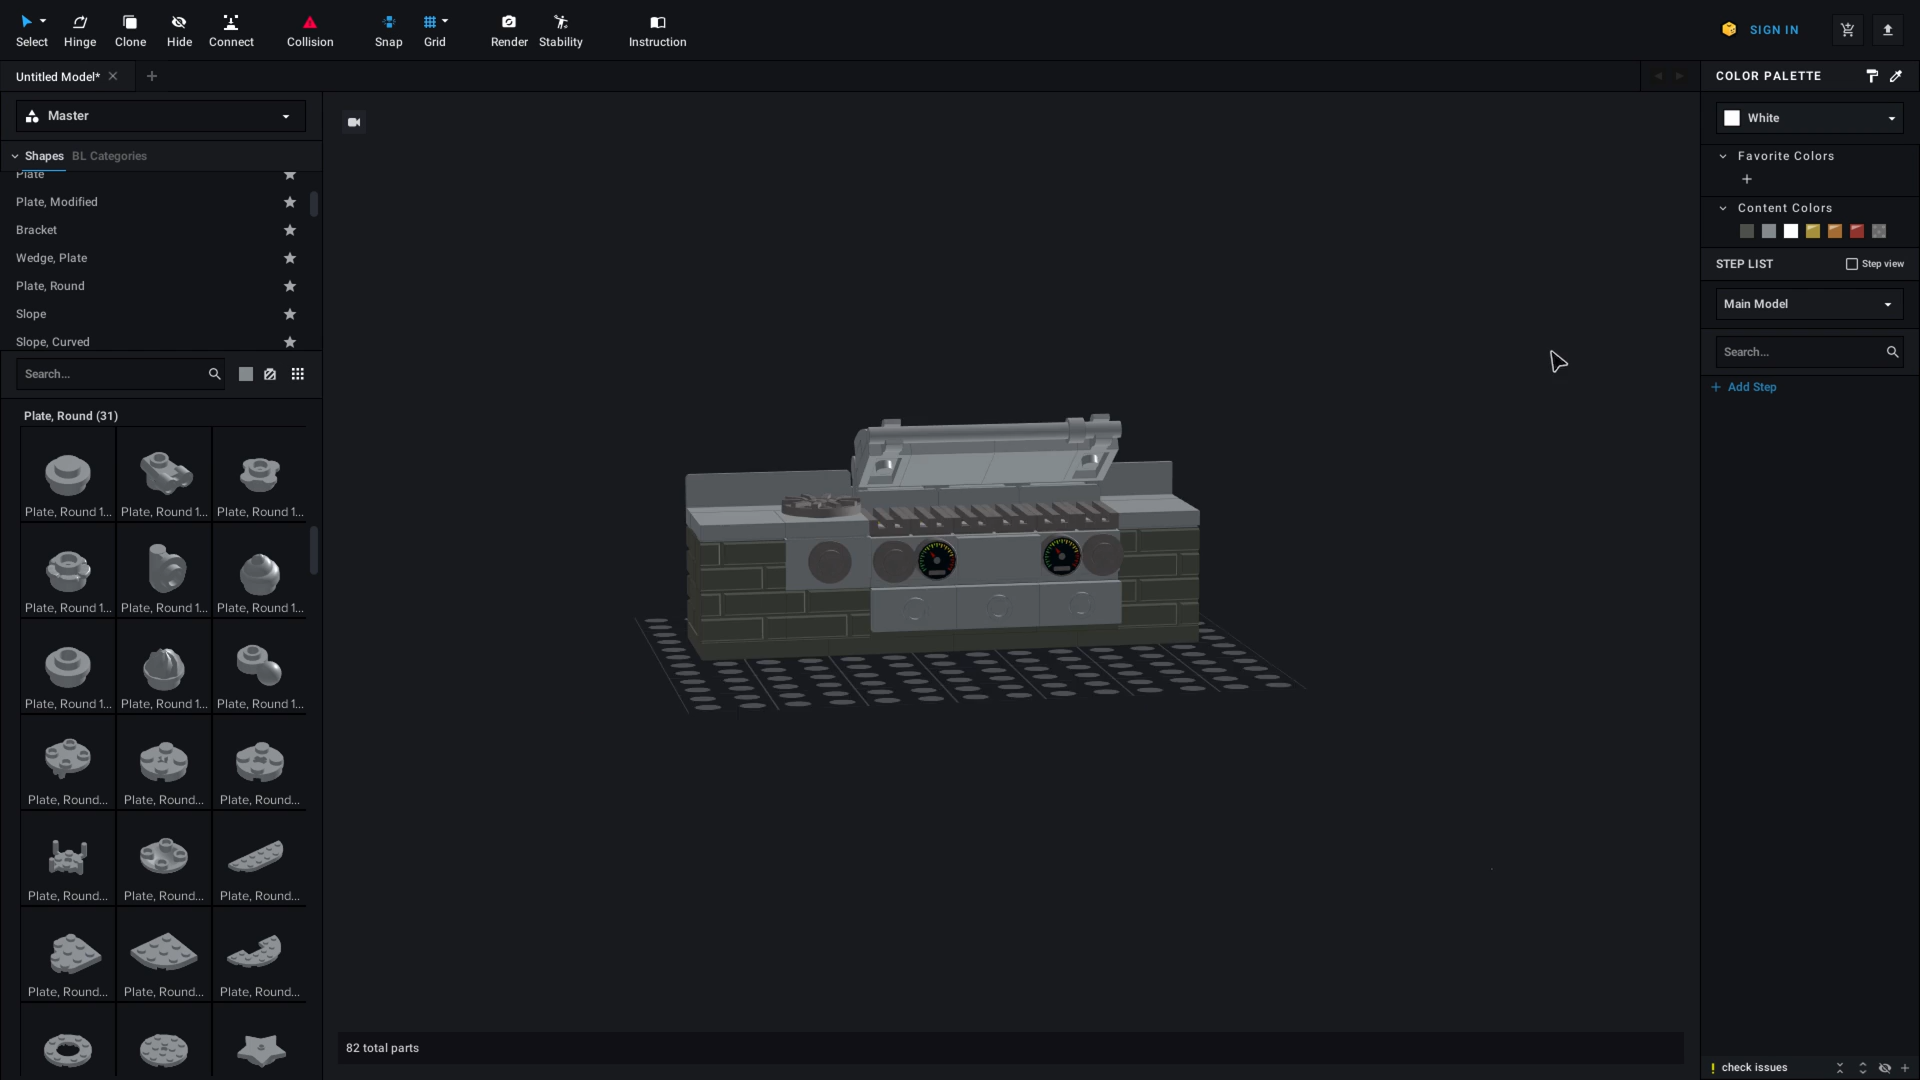 Select
Hinge
Clone
Hide
Connect
Collision
Snap
Grid
Render
Stability
Instruction
SIGN IN
Untitled Model*
COLOR PALETTE
Master
White
Shapes
BL Categories
Favorite Colors
Plate
Plate, Modified
Content Colors
Bracket
Wedge, Plate
STEP LIST
Step view
Plate, Round
Main Model
Slope
Slope, Curved
Search...
Search...
Add Step
Plate, Round (31)
Plate, Round 1...
Plate, Round 1...
Plate, Round 1...
Plate, Round 1...
Plate, Round 1...
Plate, Round 1...
Plate, Round 1...
Plate, Round 1...
Plate, Round 1...
Plate, Round...
Plate, Round...
Plate, Round...
Plate, Round...
Plate, Round...
Plate, Round...
Plate, Round...
Plate, Round...
Plate, Round...
82 total parts
check issues